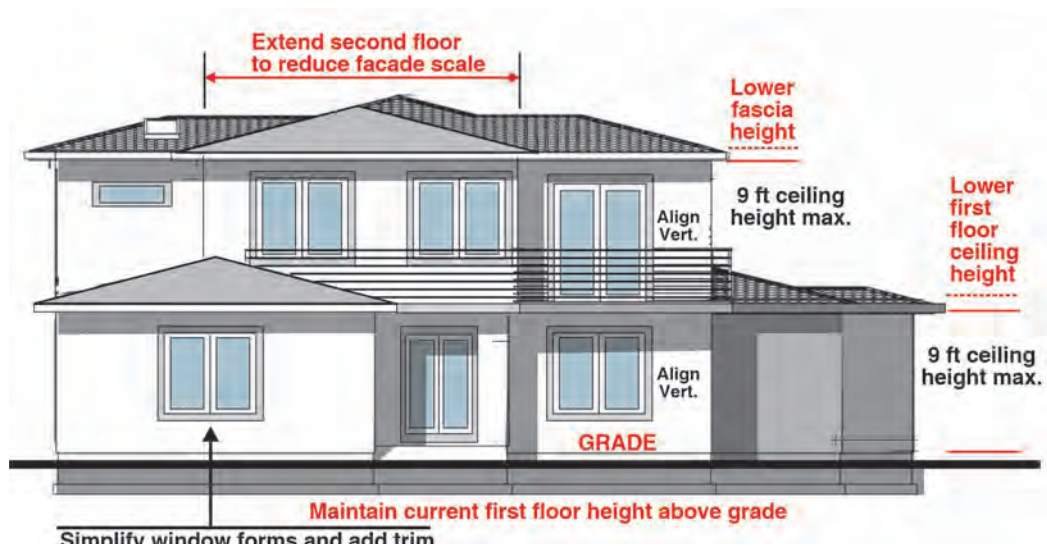 Extend second floor
to reduce facade scale
Lower
fascia
height
9 ft ceiling
height max.
Lower
first
floor
ceiling
height
Align
Vert.
9 ft ceiling
height max.
Align
Vert.
GRADE
Maintain current first floor height above grade
Simplify window forms and add trim